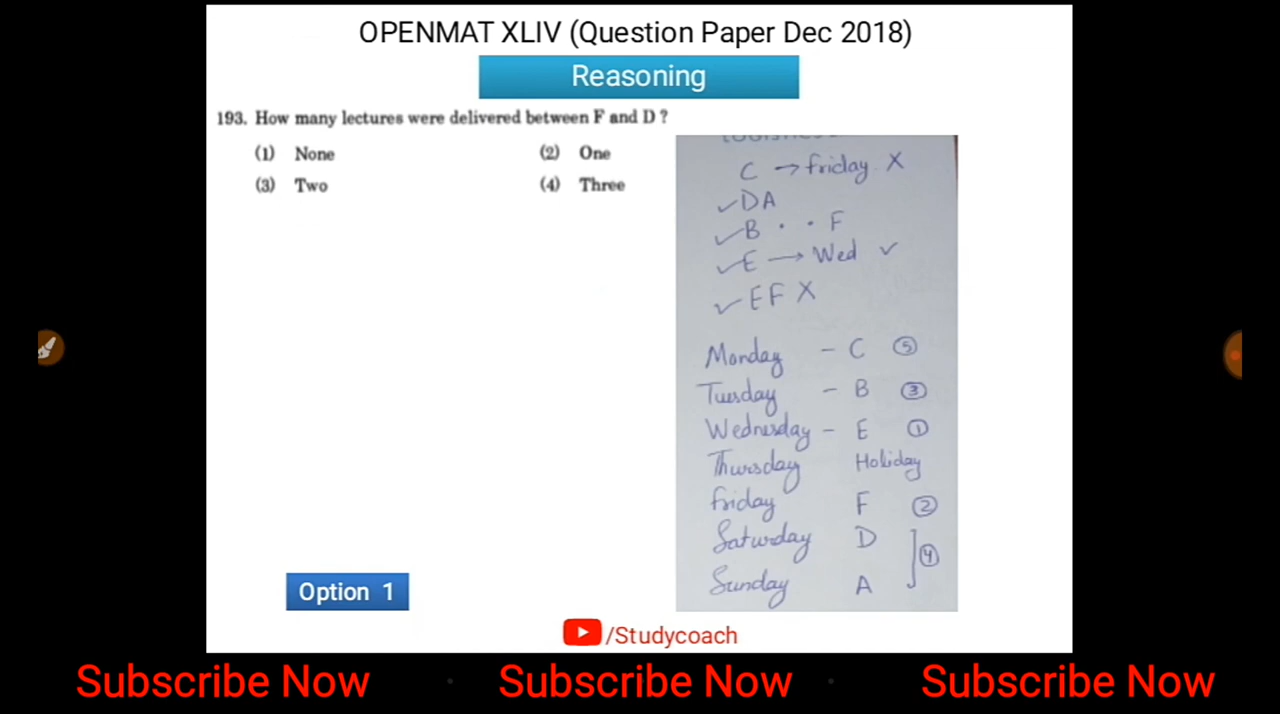 OPENMAT XLIV (Question Paper Dec 2018)
Reasoning
193. How many lectures were delivered between F and D ?
(1) None (2) One
(3) Two (4) Three
C → Friday X
✓ D A
✓ B · · F
✓ E → Wed ✓
✓ E F X
Monday - C ⑤
Tuesday - B ③
Wednesday - E ①
Thursday Holiday
Friday F ②
Saturday D
④
Sunday A
Option 1
/Studycoach
Subscribe Now · Subscribe Now · Subscribe Now